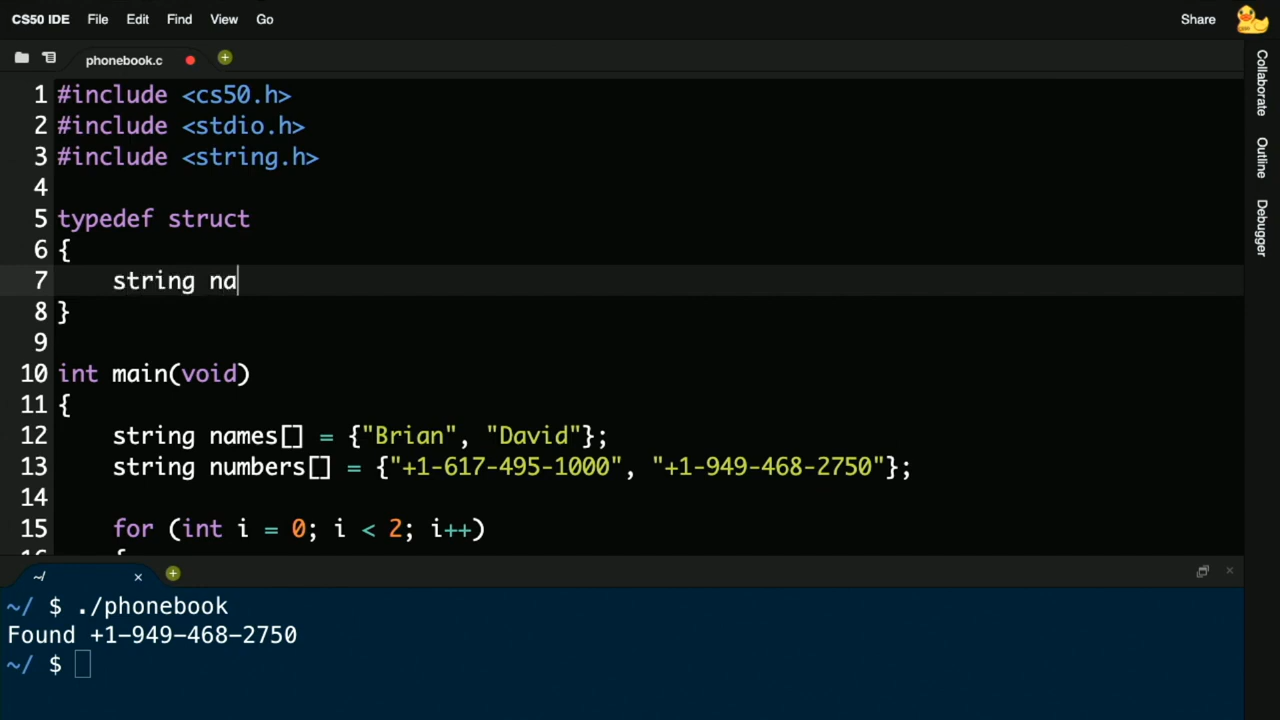 CS50 IDE File Edit Find View Go Share
phonebook.c
Collaborate
Outline
Debugger
1 #include <cs50.h>
2 #include <stdio.h>
3 #include <string.h>
4
5 typedef struct
6 {
7 string na
8 }
9
10 int main(void)
11 {
12 string names[] = {"Brian", "David"};
13 string numbers[] = {"+1-617-495-1000", "+1-949-468-2750"};
14
15 for (int i = 0; i < 2; i++)
~/
~/ $ ./phonebook
Found +1-949-468-2750
~/ $